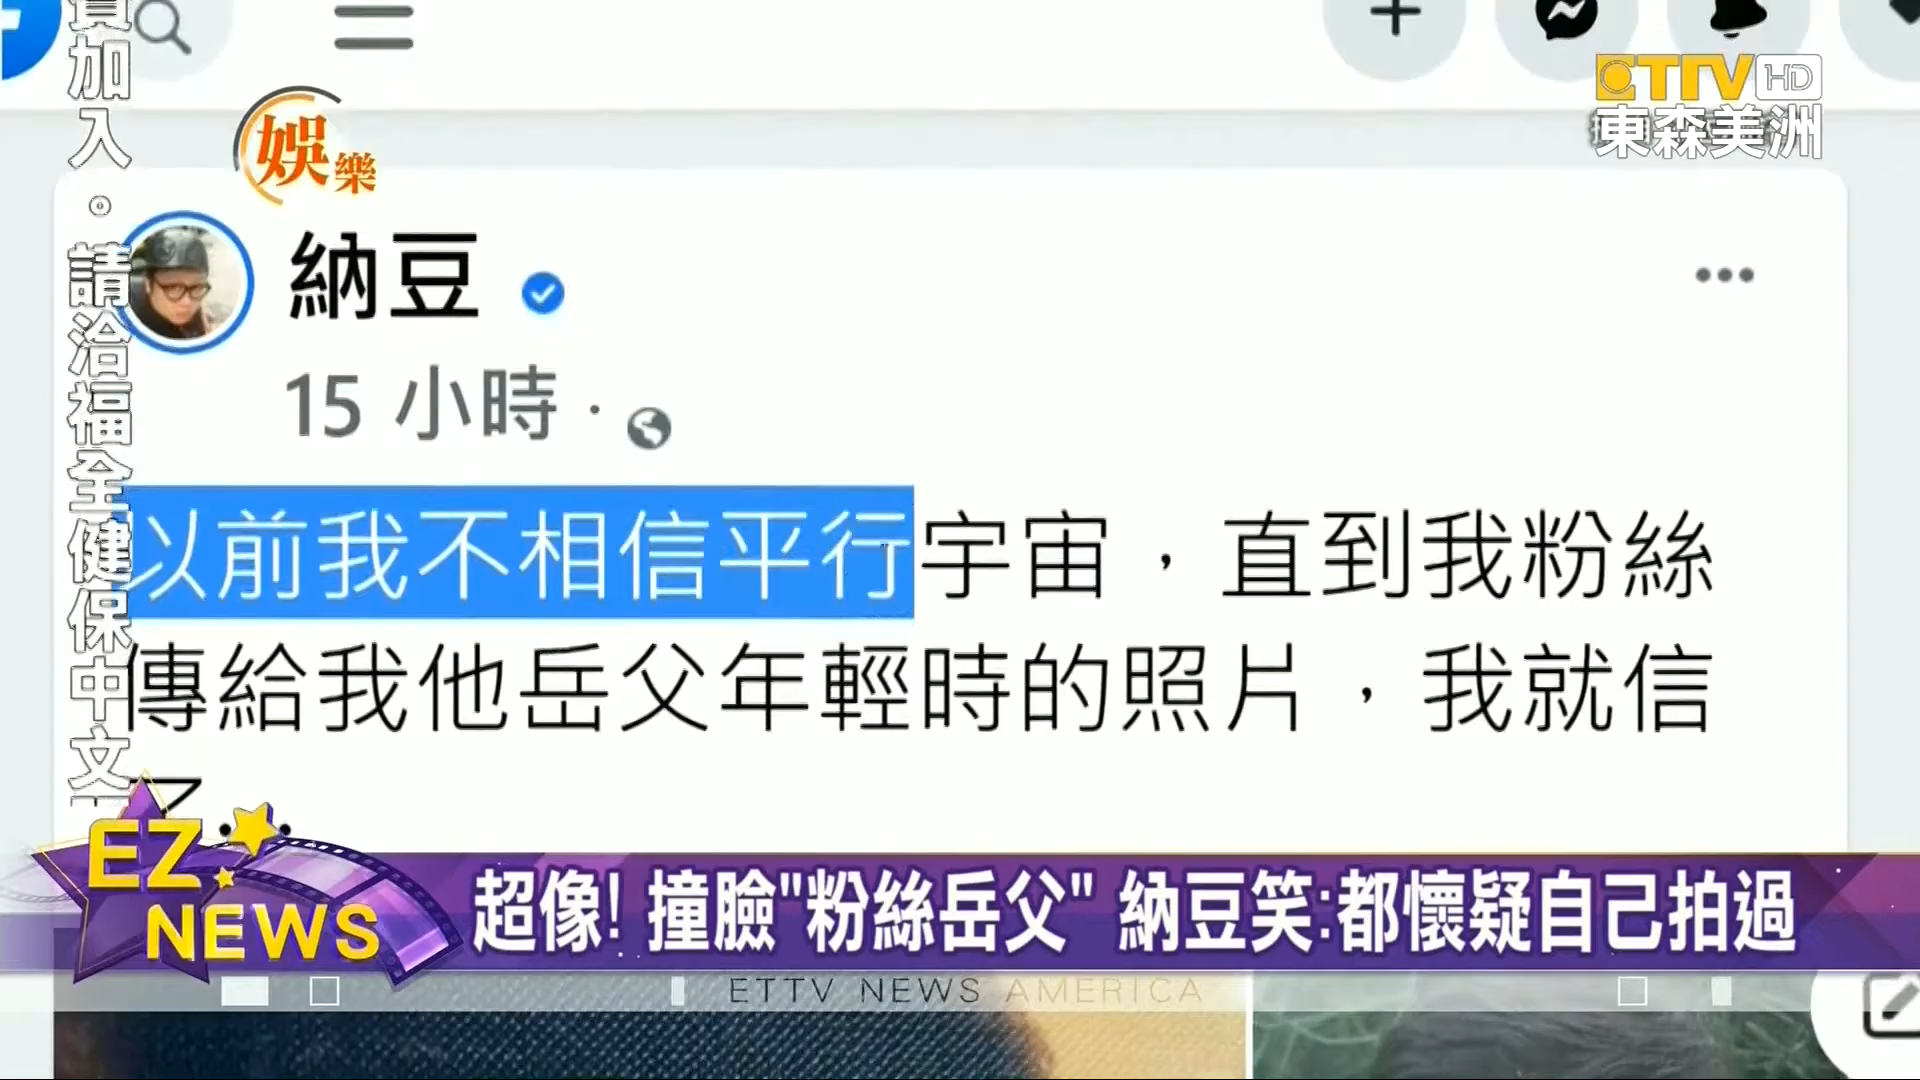 ETTV HD
東森美洲
娛樂
納豆
15 小時
以前我不相信平行宇宙，直到我粉絲
傳給我他岳父年輕時的照片，我就信
了
加入。請洽福全健保中文
EZ NEWS
超像! 撞臉"粉絲岳父" 納豆笑:都懷疑自己拍過
ETTV NEWS AMERICA